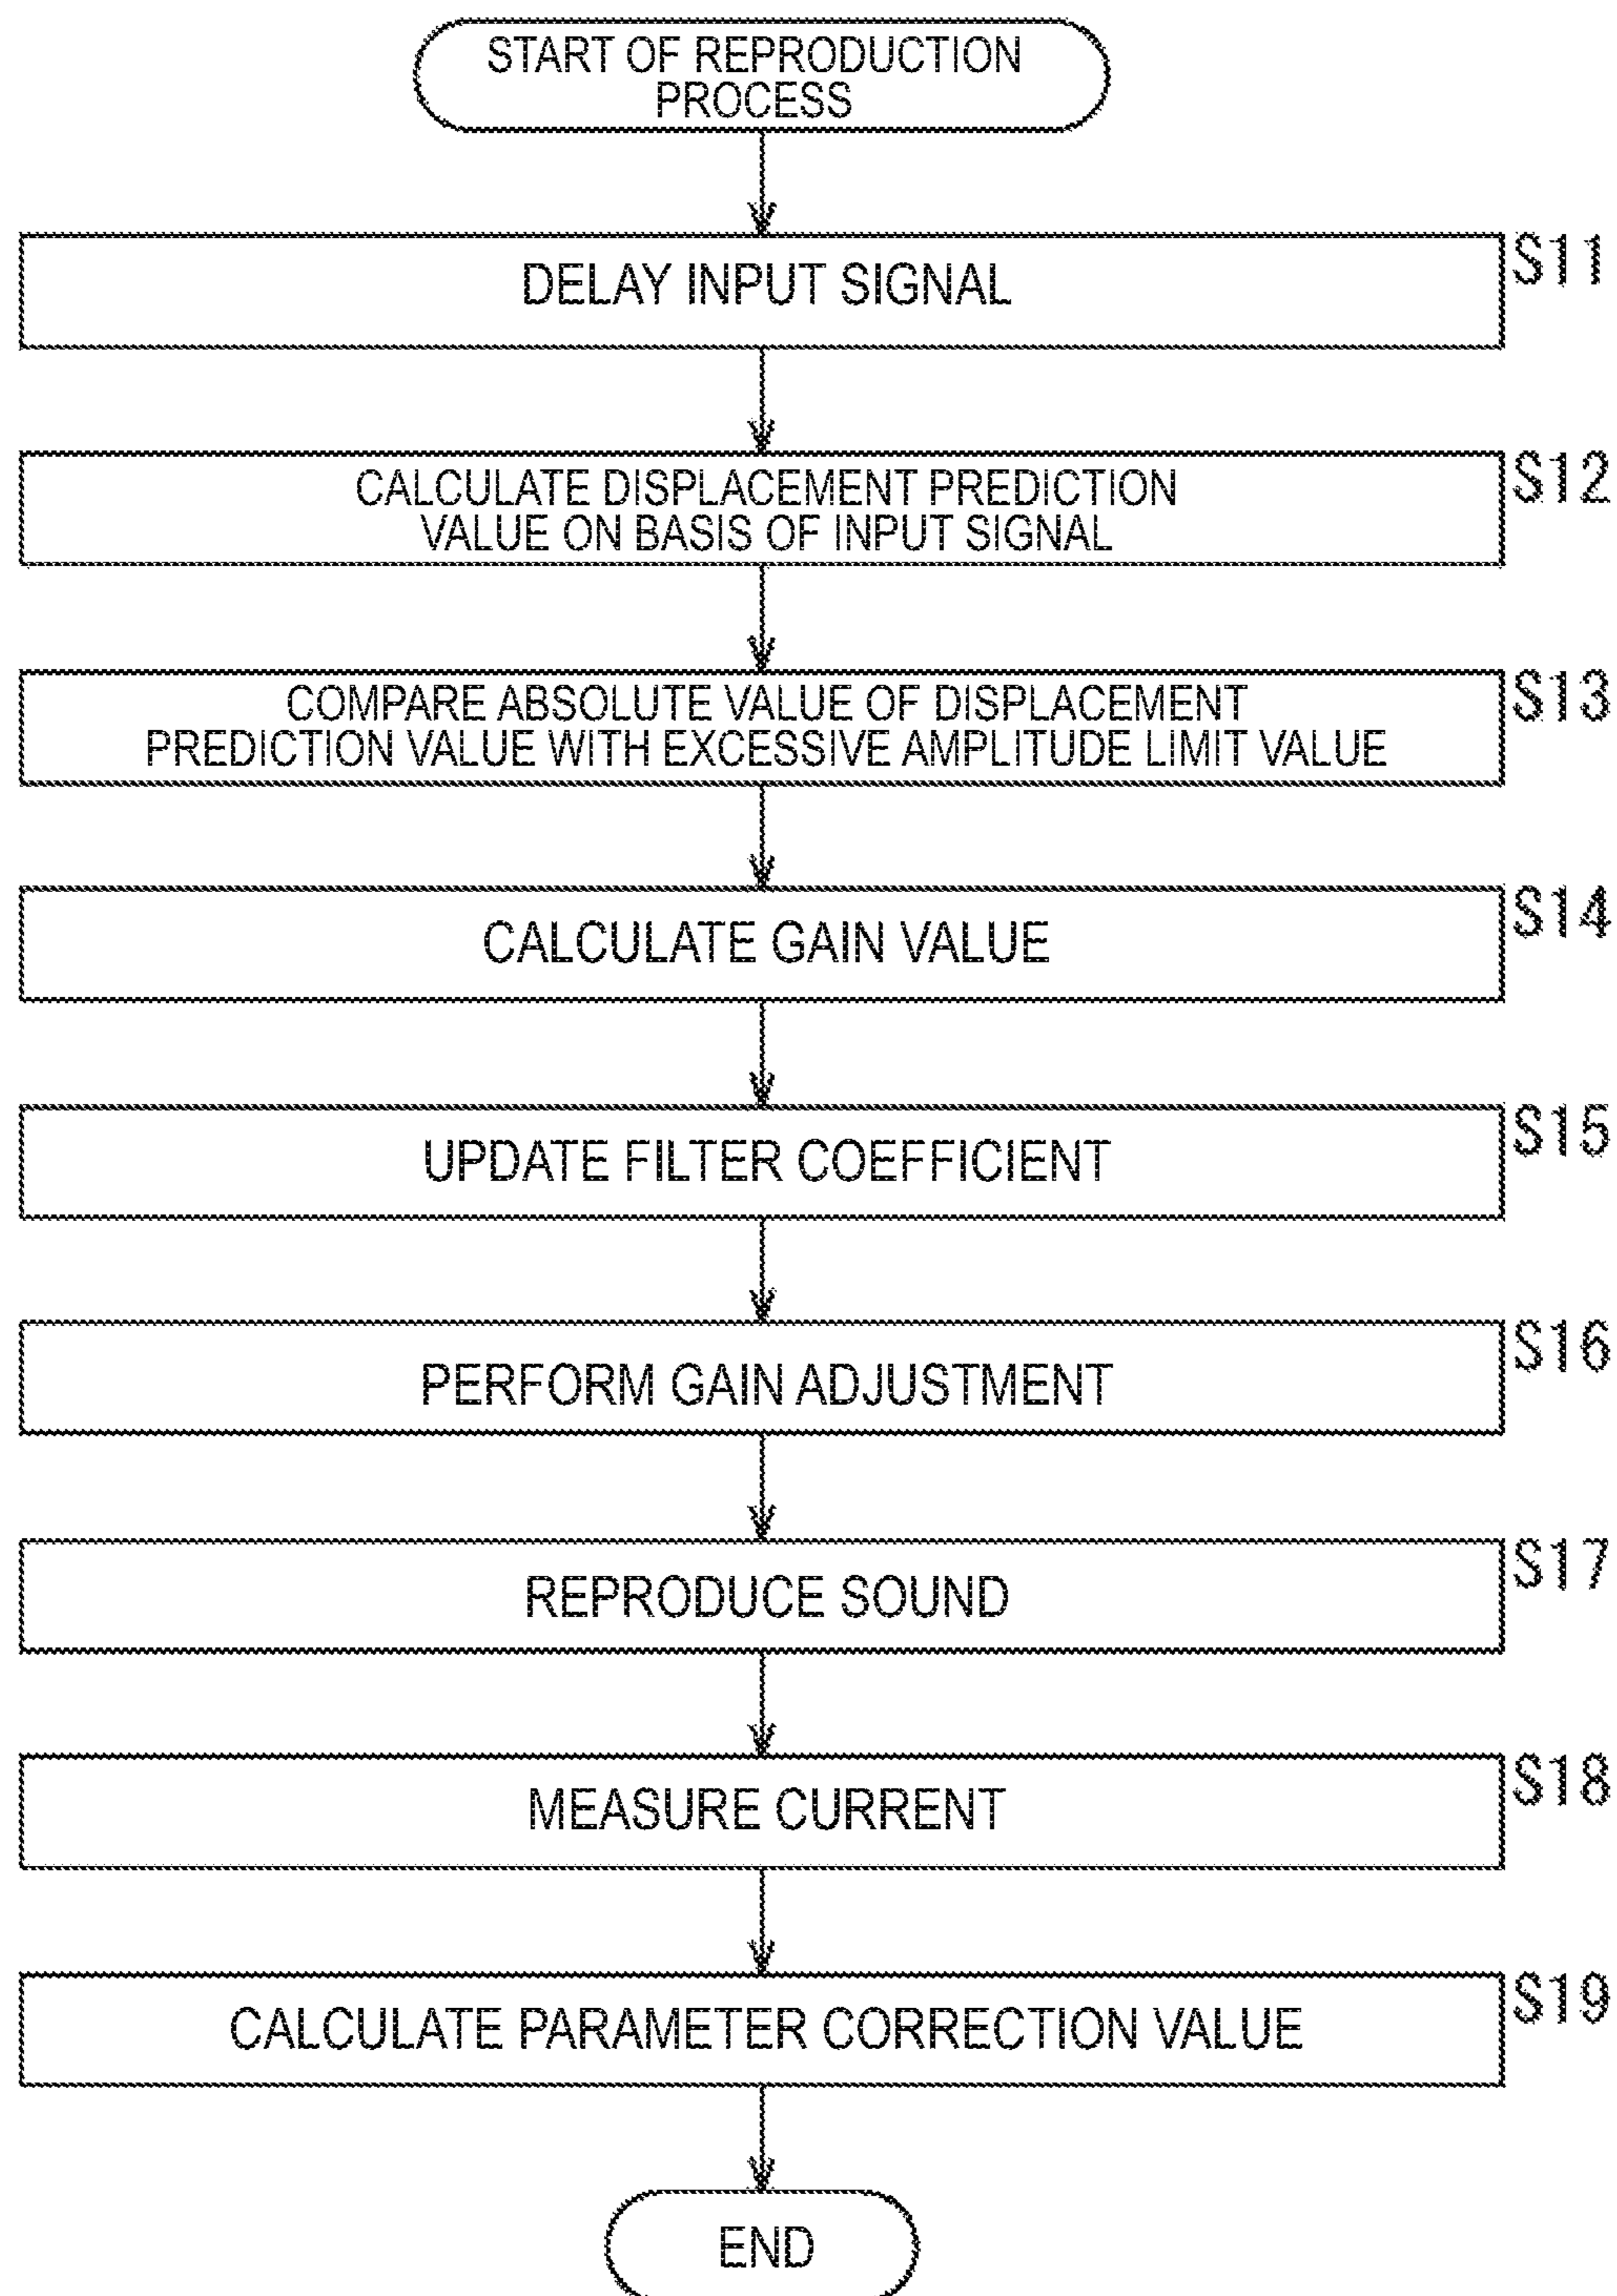 START OF REPRODUCTION
PROCESS
S11
DELAY INPUT SIGNAL
S12
CALCULATE DISPLACEMENT PREDICTION
VALUE ON BASIS OF INPUT SIGNAL
S13
COMPARE ABSOLUTE VALUE OF DISPLACEMENT
PREDICTION VALUE WITH EXCESSIVE AMPLITUDE LIMIT VALUE
S14
CALCULATE GAIN VALUE
S15
UPDATE FILTER COEFFICIENT
S16
PERFORM GAIN ADJUSTMENT
S17
REPRODUCE SOUND
S18
MEASURE CURRENT
S19
CALCULATE PARAMETER CORRECTION VALUE
END